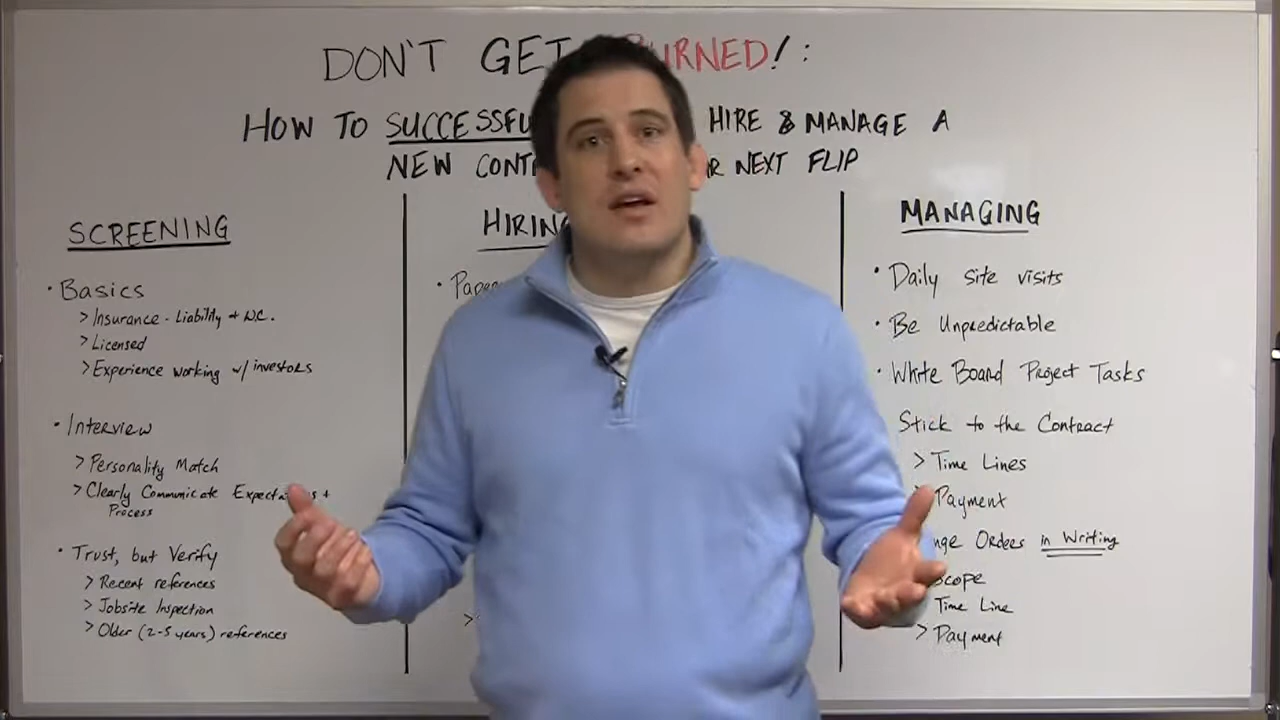 DON'T GET BURNED!:
HOW TO SUCCESSFU HIRE & MANAGE A
NEW CONT NEXT FLIP
SCREENING
• Basics
> Insurance - Liability + W.C.
> Licensed
> Experience working w/ investors
• Interview
> Personality Match
> Clearly Communicate Expectations +
Process
• Trust, but Verify
> Recent references
> Jobsite Inspection
> Older (2-5 years) references
HIRING
• Pape
>
MANAGING
• Daily site visits
• Be Unpredictable
• White Board Project Tasks
Stick to the Contract
> Time Lines
> Payment
nge Orders in Writing
Scope
Time Line
> Payment